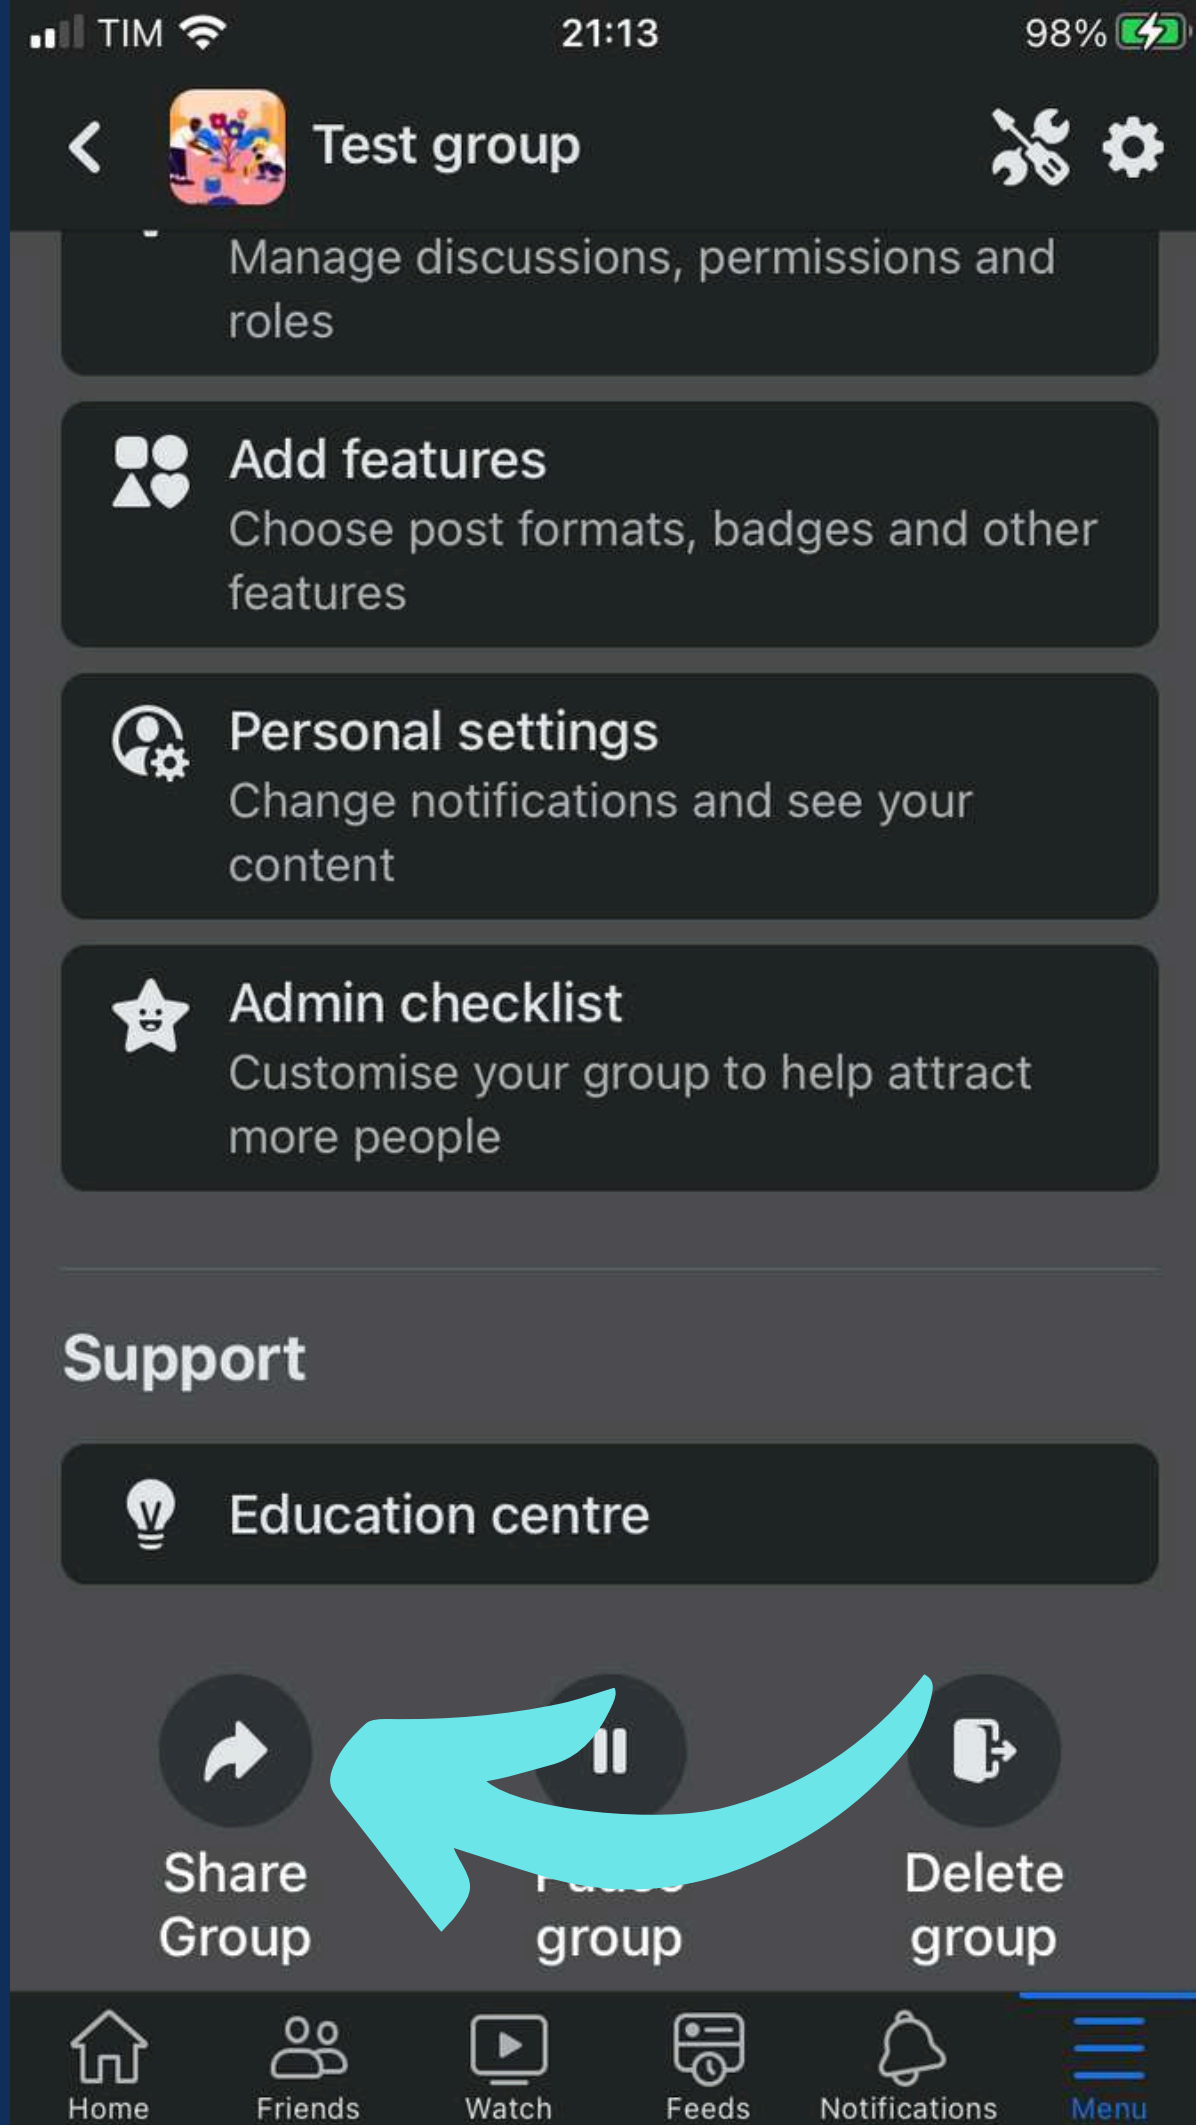 TIM
21:13
98%
Test group
Manage discussions, permissions and
roles
Add features
Choose post formats, badges and other
features
Personal settings
Change notifications and see your
content
Admin checklist
Customise your group to help attract
more people
Support
Education centre
Share
Group
Pause
group
Delete
group
Home
Friends
Watch
Feeds
Notifications
Menu